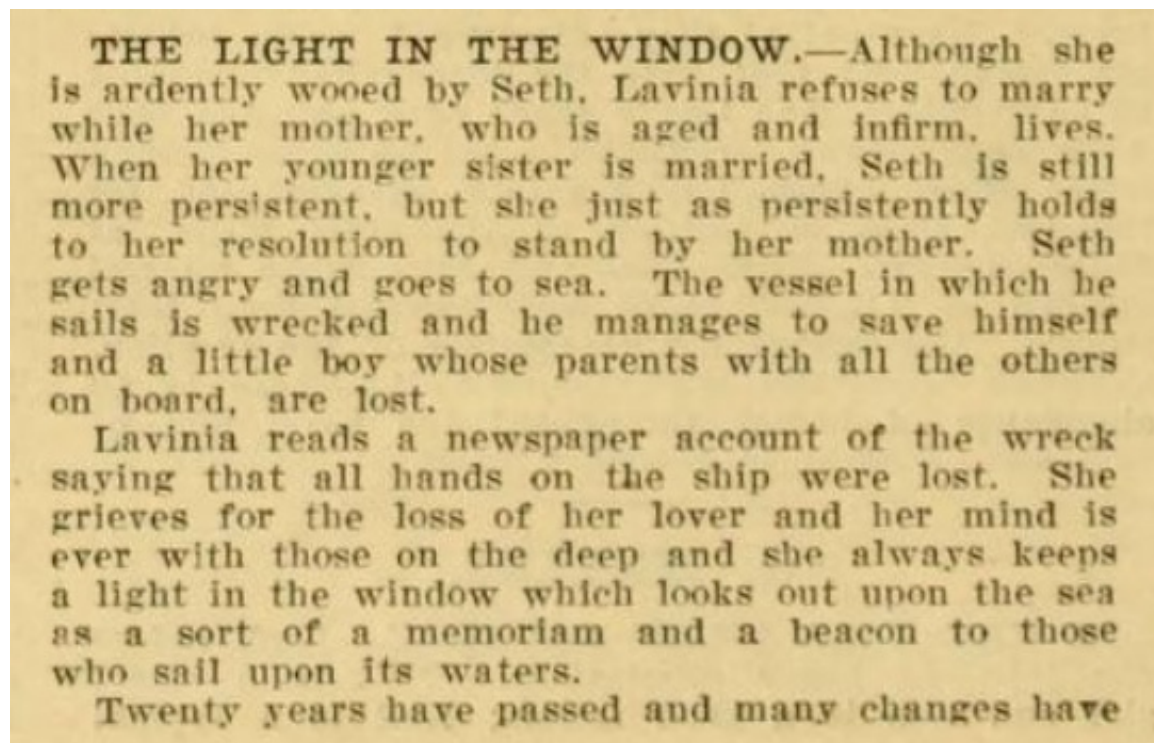 THE LIGHT IN THE WINDOW.—Although she
is ardently wooed by Seth, Lavinia refuses to marry
while her mother, who is aged and infirm, lives.
When her younger sister is married, Seth is still
more persistent, but she just as persistently holds
to her resolution to stand by her mother. Seth
gets angry and goes to sea. The vessel in which he
sails is wrecked and he manages to save himself
and a little boy whose parents with all the others
on board, are lost.
Lavinia reads a newspaper account of the wreck
saying that all hands on the ship were lost. She
grieves for the loss of her lover and her mind is
ever with those on the deep and she always keeps
a light in the window which looks out upon the sea
as a sort of a memoriam and a beacon to those
who sail upon its waters.
Twenty years have passed and many changes have